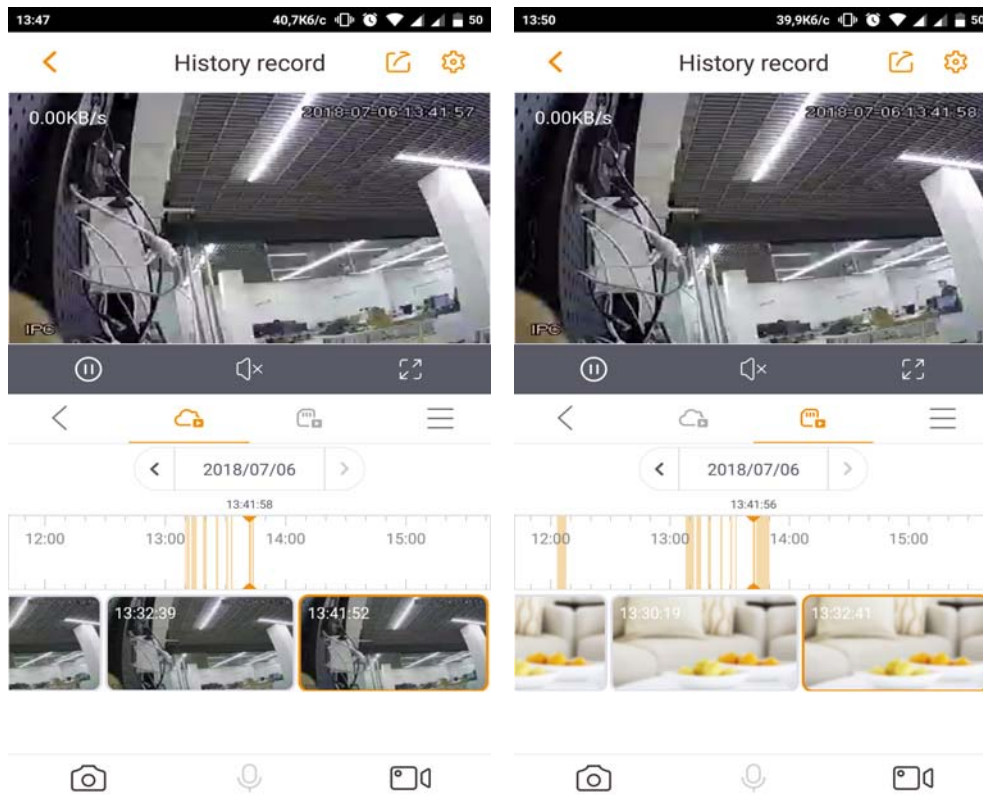 13:47 40,7Кб/с 50
History record
0.00KB/s 2018-07-06 13:41:57
IPC
2018/07/06
13:41:58
12:00 13:00 14:00 15:00
13:32:39 13:41:52
13:50 39,9Кб/с 50
History record
0.00KB/s 2018-07-06 13:41:58
IPC
2018/07/06
13:41:56
12:00 13:00 14:00 15:00
13:30:19 13:32:41